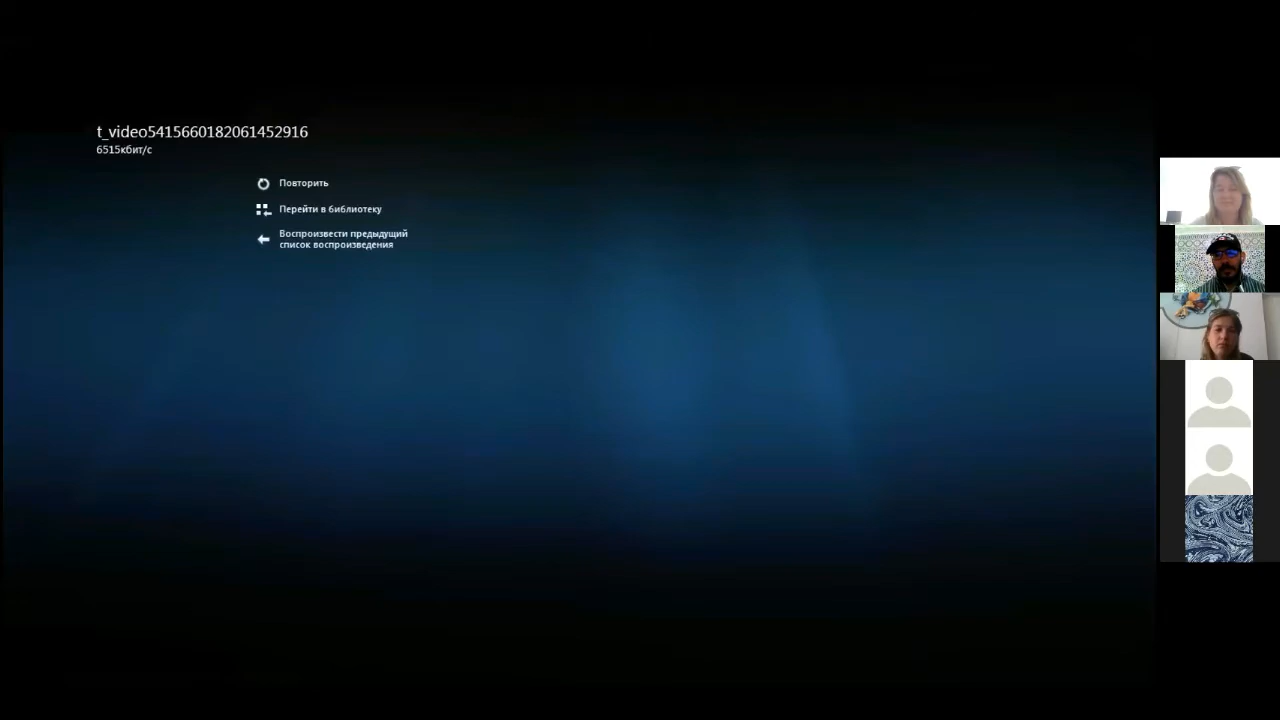 t_video5415660182061452916
6515кбит/с
Повторить
Перейти в библиотеку
Воспроизвести предыдущий
список воспроизведения